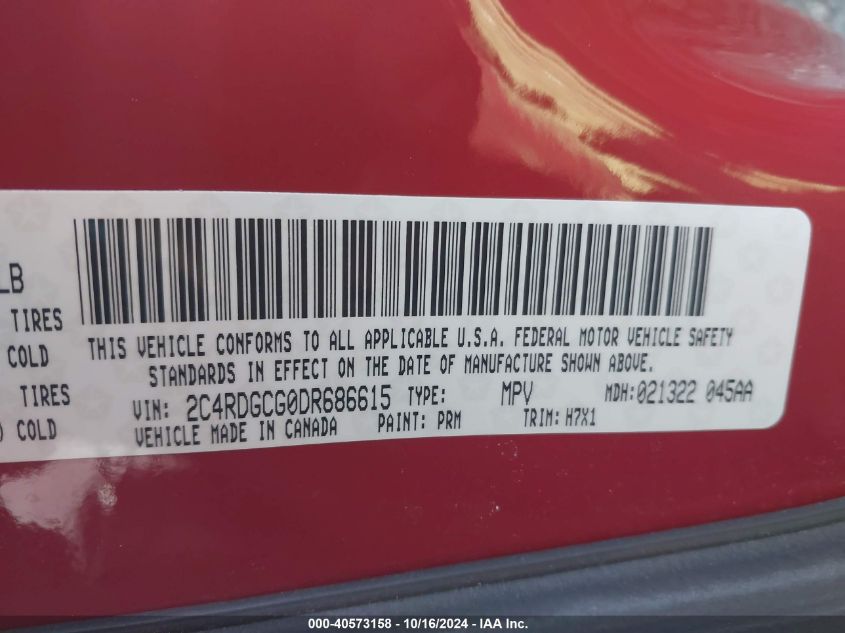 LB
TIRES
COLD
TIRES
) COLD
THIS VEHICLE CONFORMS TO ALL APPLICABLE U.S.A. FEDERAL MOTOR VEHICLE SAFETY
STANDARDS IN EFFECT ON THE DATE OF MANUFACTURE SHOWN ABOVE.
VIN: 2C4RDGCG0DR686615 TYPE: MPV MDH:021322 045AA
VEHICLE MADE IN CANADA PAINT: PRM TRIM: H7X1
000-40573158 - 10/16/2024 - IAA Inc.